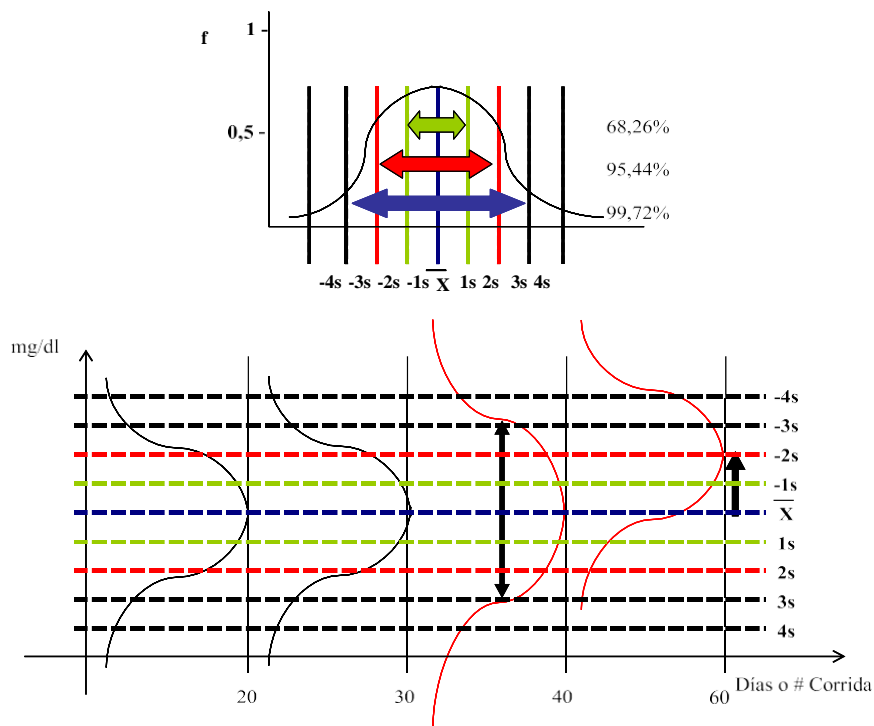 f
1 -
0,5 -
68,26%
95,44%
99,72%
-4s -3s -2s -1s X 1s 2s 3s 4s
mg/dl
-4s
-3s
-2s
-1s
X
1s
2s
3s
4s
20 30 40 60 Días o # Corrida